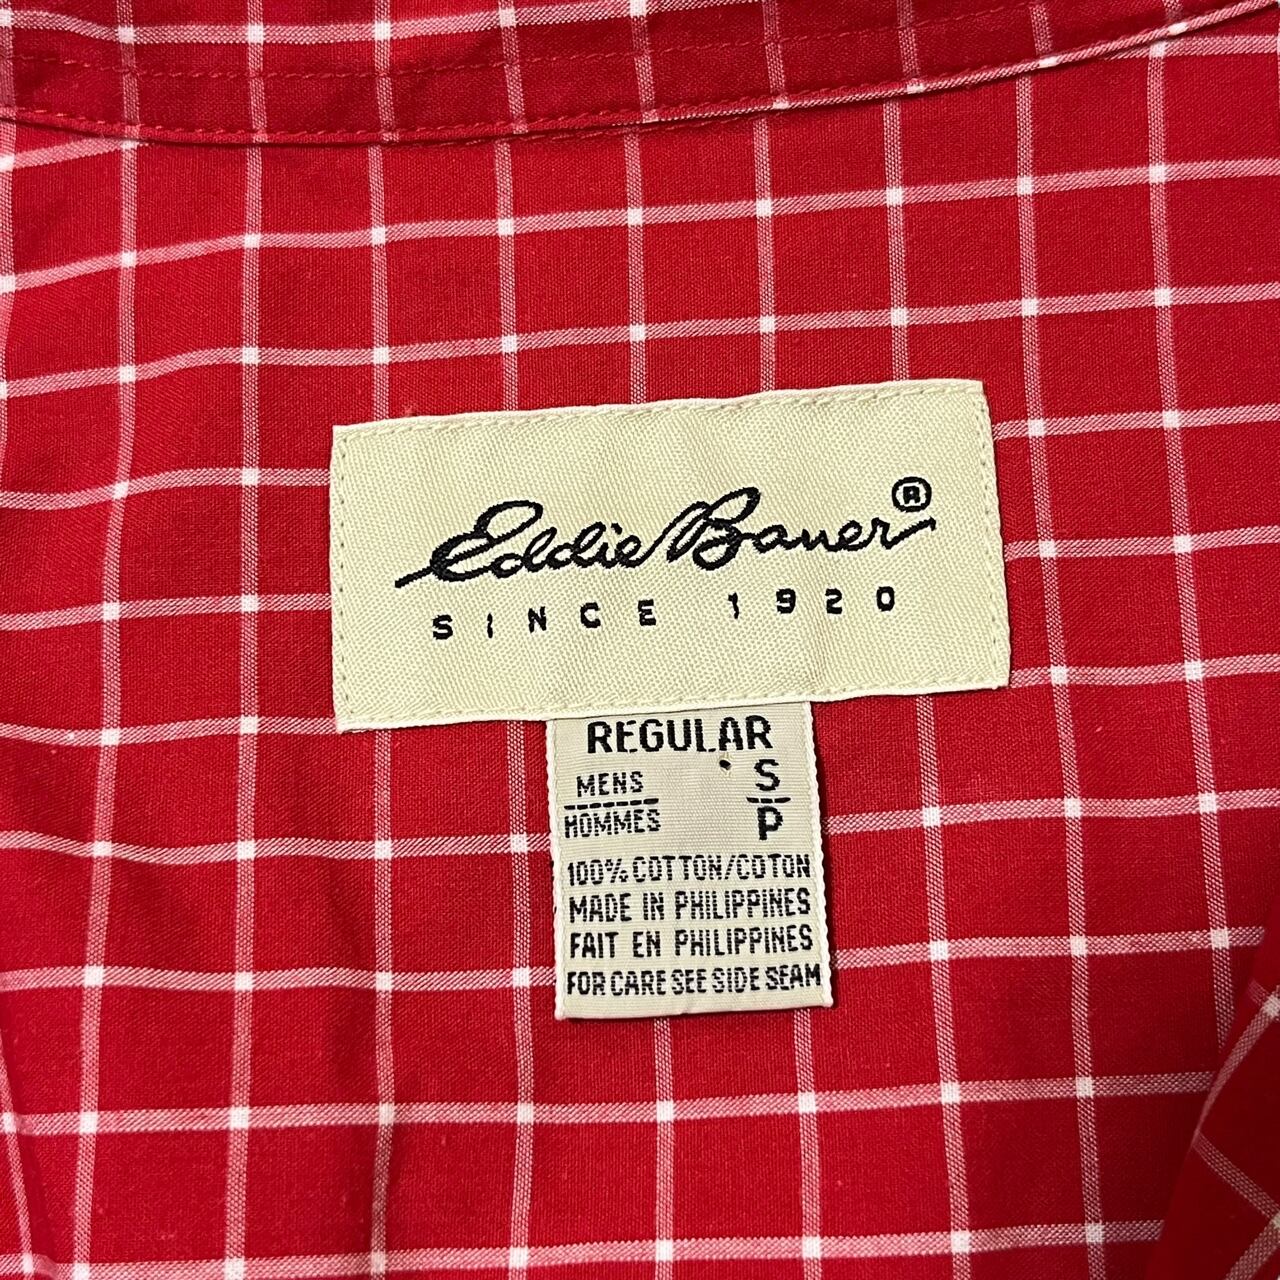 Eddie Bauer®
SINCE 1920
REGULAR
MENS S
HOMMES P
100% COTTON/COTON
MADE IN PHILIPPINES
FAIT EN PHILIPPINES
FOR CARE SEE SIDE SEAM